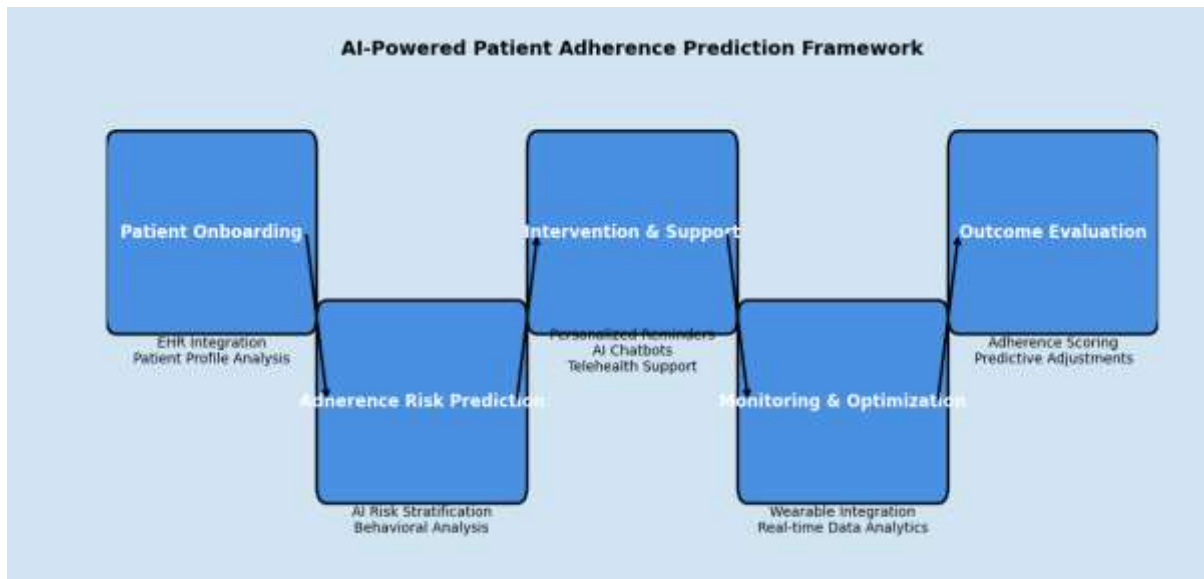 AI-Powered Patient Adherence Prediction Framework
Patient Onboarding
EHR Integration
Patient Profile Analysis
Adherence Risk Prediction
AI Risk Stratification
Behavioral Analysis
Intervention & Support
Personalized Reminders
AI Chatbots
Telehealth Support
Monitoring & Optimization
Wearable Integration
Real-time Data Analytics
Outcome Evaluation
Adherence Scoring
Predictive Adjustments